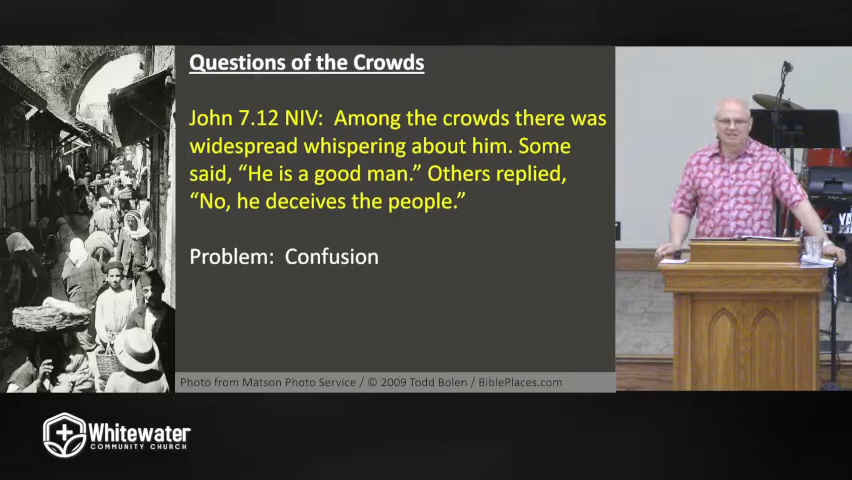 Questions of the Crowds
John 7.12 NIV:  Among the crowds there was
widespread whispering about him. Some
said, “He is a good man.” Others replied,
“No, he deceives the people.”
Problem:  Confusion
Photo from Matson Photo Service / © 2009 Todd Bolen / BiblePlaces.com
YA
Whitewater
COMMUNITY CHURCH